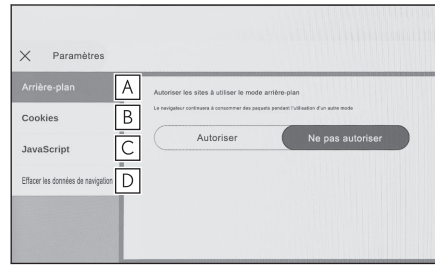 Paramètres
Arrière-plan
A
Autoriser les sites à utiliser le mode arrière-plan
Le navigateur continuera à consommer des paquets pendant l'utilisation d'un autre mode
Cookies
B
Autoriser
Ne pas autoriser
JavaScript
C
Effacer les données de navigation
D